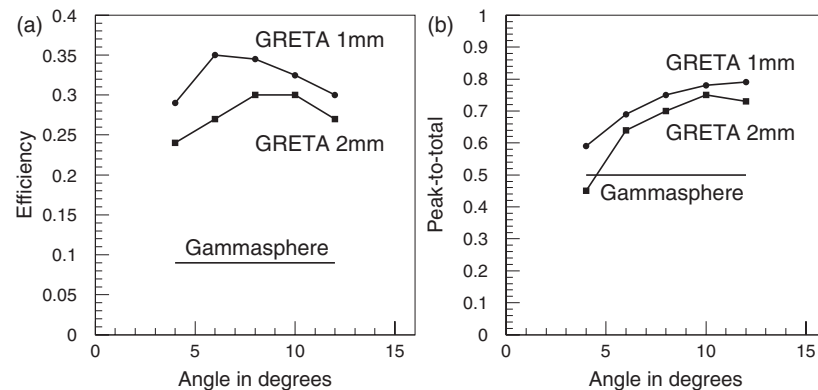 (a)
0.4
0.35
0.3
0.25
0.2
0.15
0.1
0.05
0
GRETA 1mm
GRETA 2mm
Gammasphere
Efficiency
0 5 10 15
Angle in degrees
(b)
1
0.9
0.8
0.7
0.6
0.5
0.4
0.3
0.2
0.1
0
GRETA 1mm
GRETA 2mm
Gammasphere
Peak-to-total
0 5 10 15
Angle in degrees